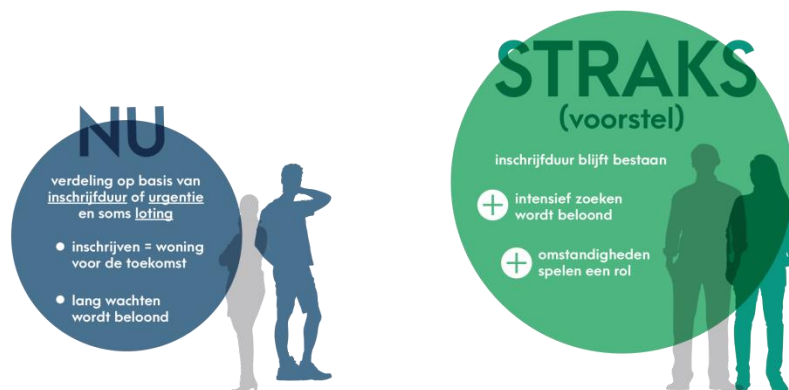 NU
verdeling op basis van
inschrijfduur of urgentie
en soms loting
inschrijven = woning
voor de toekomst
lang wachten
wordt beloond
STRAKS
(voorstel)
inschrijfduur blijft bestaan
+ intensief zoeken
wordt beloond
+ omstandigheden
spelen een rol